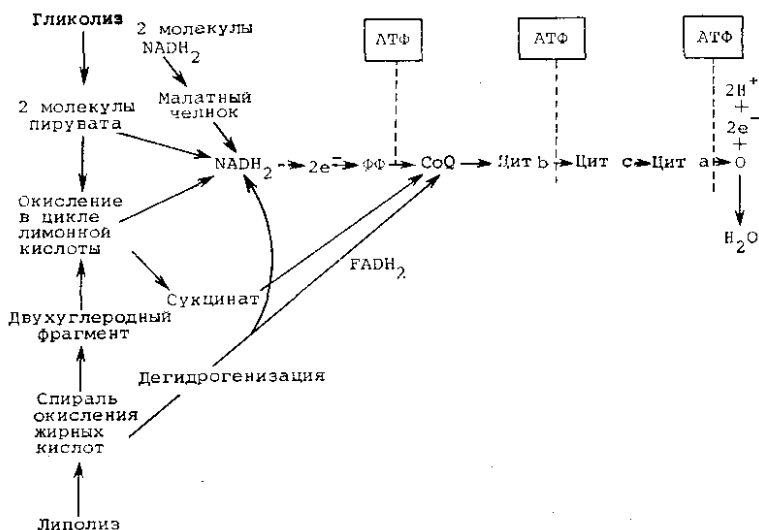 Гликолиз
2 молекулы
NADH2
АТФ
АТФ
АТФ
2 молекулы
пирувата
Малатный
челнок
2H+
+
2e−
+
NADH2
2e−
ФФ
CoQ
Цит b
Цит c
Цит a
O
Окисление
в цикле
лимонной
кислоты
H2O
FADH2
Сукцинат
Двухуглеродный
фрагмент
Дегидрогенизация
Спираль
окисления
жирных
кислот
Липолиз